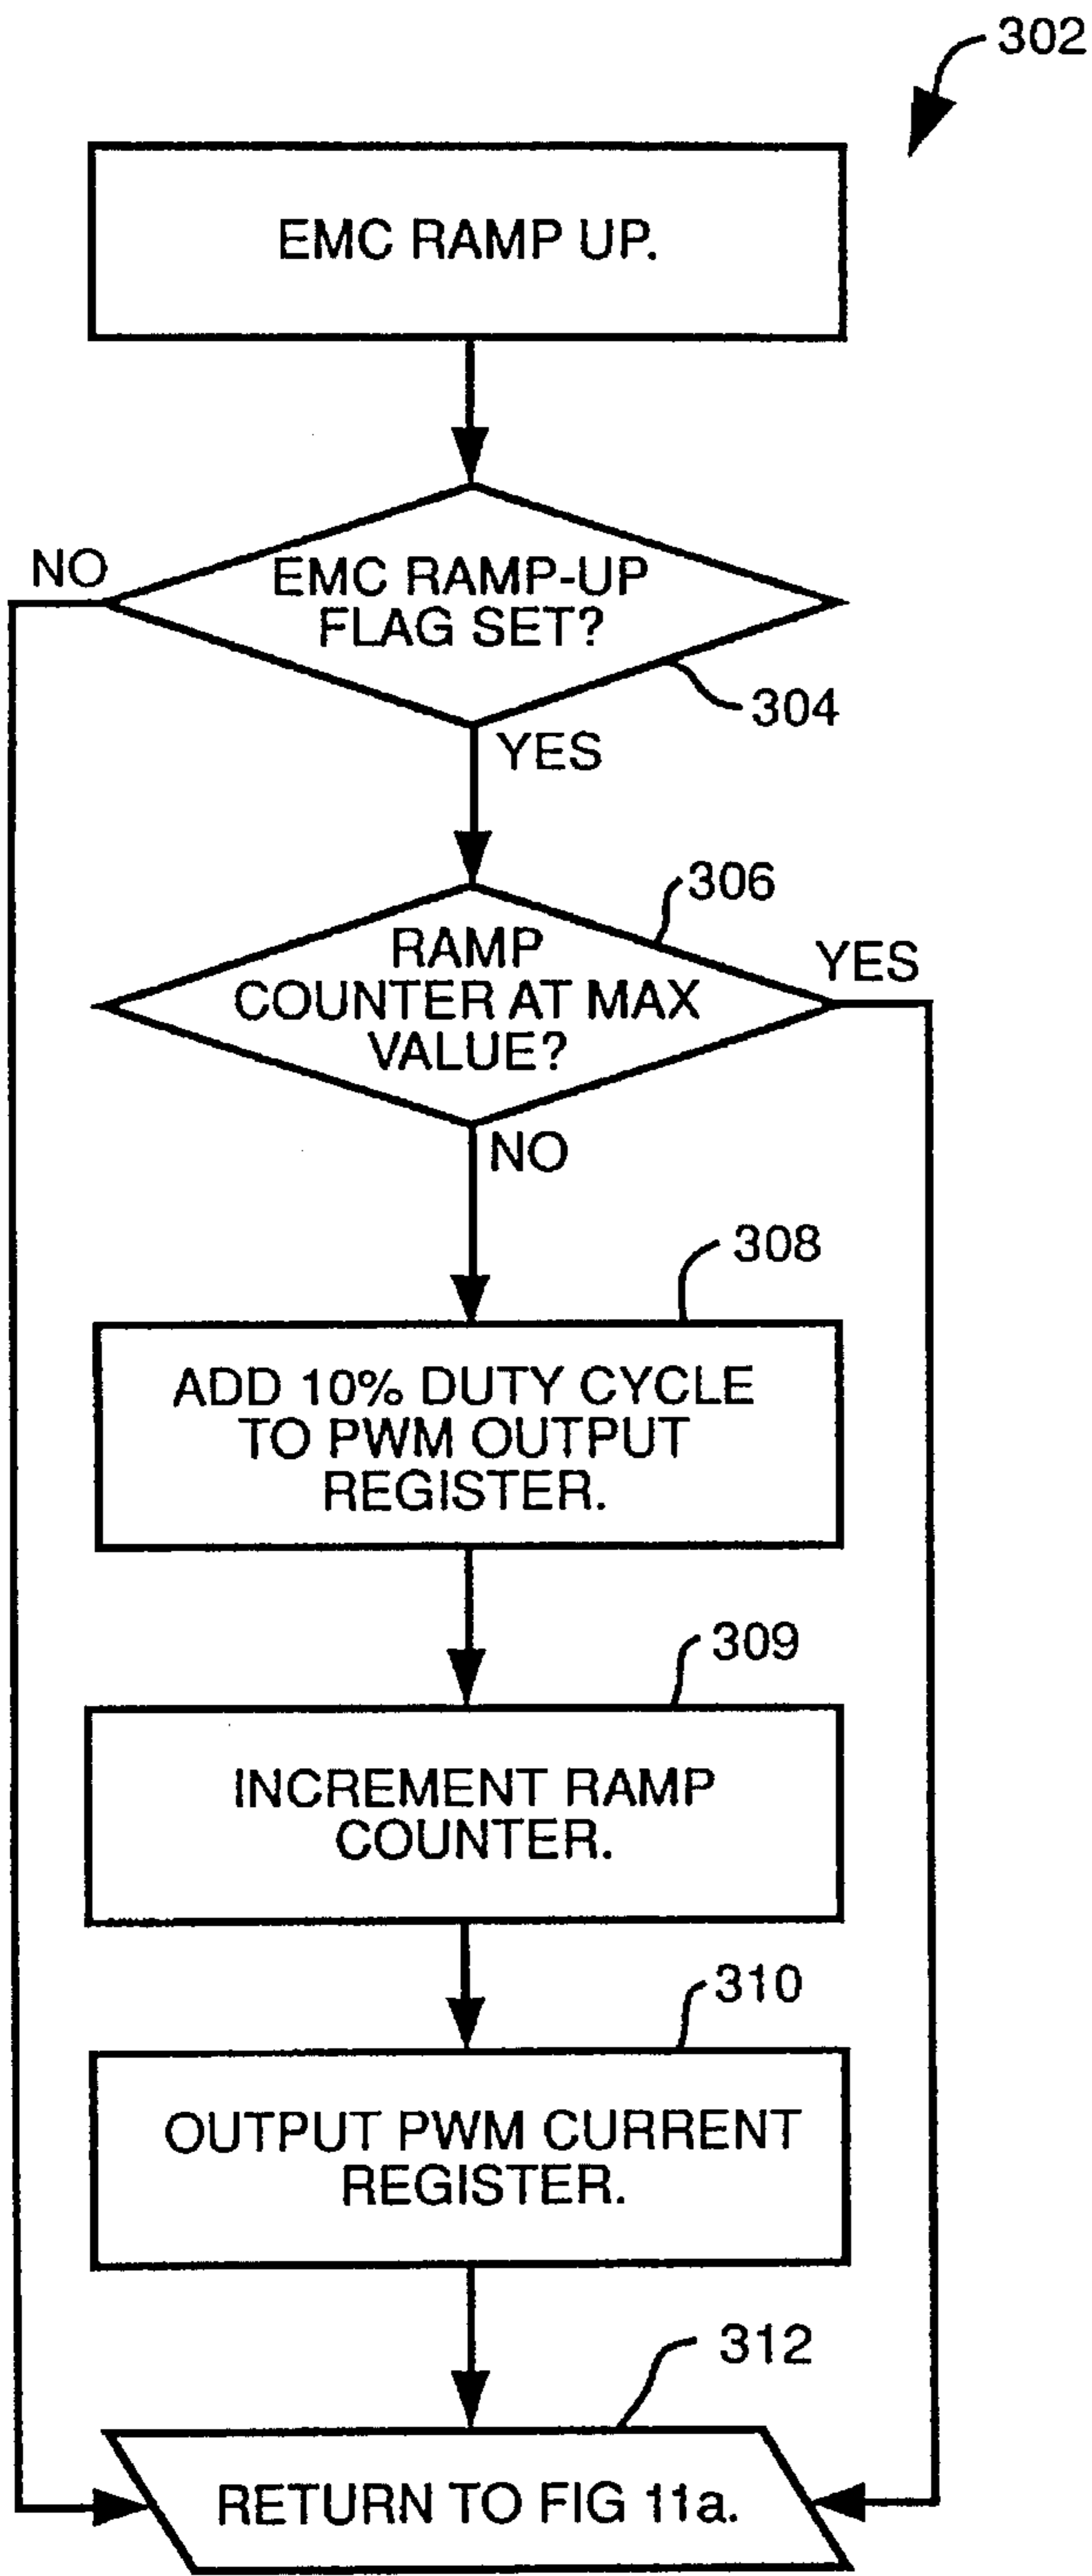 302
EMC RAMP UP.
NO
EMC RAMP-UP
FLAG SET?
304
YES
306
RAMP
COUNTER AT MAX
VALUE?
YES
NO
308
ADD 10% DUTY CYCLE
TO PWM OUTPUT
REGISTER.
309
INCREMENT RAMP
COUNTER.
310
OUTPUT PWM CURRENT
REGISTER.
312
RETURN TO FIG 11a.